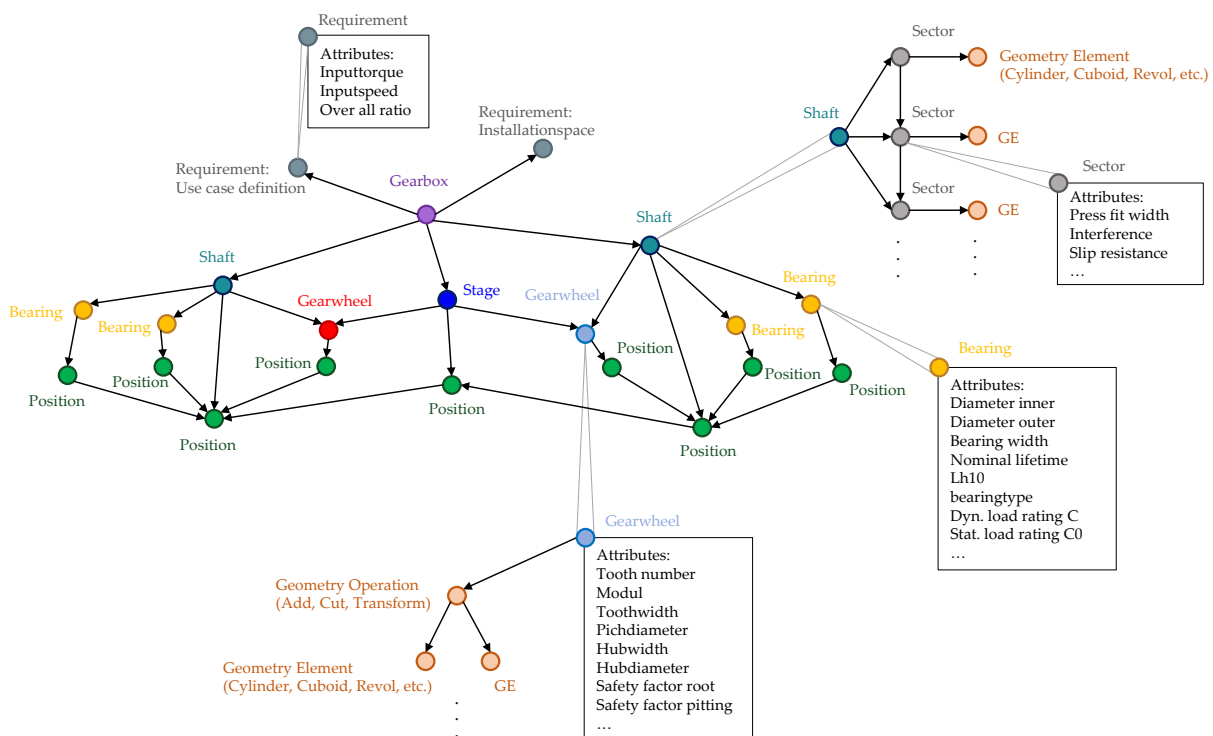 Requirement
Attributes:
Inputtorque
Inputspeed
Over all ratio
Requirement:
Installationspace
Requirement:
Use case definition
Gearbox
Sector
Geometry Element
(Cylinder, Cuboid, Revol, etc.)
Shaft
Sector
GE
Sector
GE
Sector
Attributes:
Press fit width
Interference
Slip resistance
…
Shaft
Shaft
Bearing
Bearing
Gearwheel
Stage
Gearwheel
Bearing
Bearing
Position
Position
Position
Position
Position
Position
Position
Position
Position
Bearing
Attributes:
Diameter inner
Diameter outer
Bearing width
Nominal lifetime
Lh10
bearingtype
Dyn. load rating C
Stat. load rating C0
…
Gearwheel
Attributes:
Tooth number
Modul
Toothwidth
Pichdiameter
Hubwidth
Hubdiameter
Safety factor root
Safety factor pitting
…
Geometry Operation
(Add, Cut, Transform)
Geometry Element
(Cylinder, Cuboid, Revol, etc.)
GE